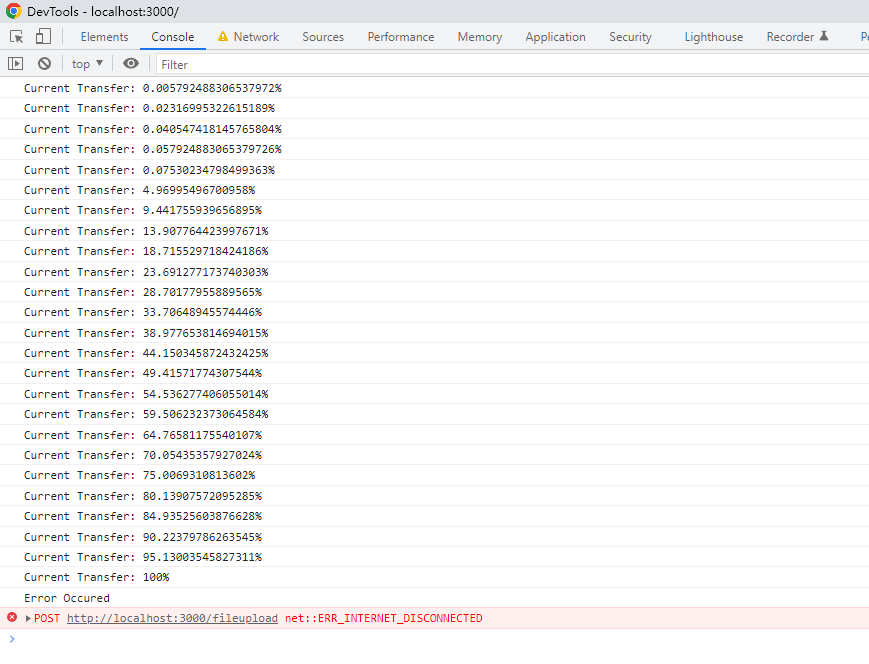 DevTools - localhost:3000/
Elements Console Network Sources Performance Memory Application Security Lighthouse Recorder Pe
top ▼ Filter
Current Transfer: 0.005792488306537972%
Current Transfer: 0.02316995322615189%
Current Transfer: 0.040547418145765804%
Current Transfer: 0.057924883065379726%
Current Transfer: 0.07530234798499363%
Current Transfer: 4.96995496700958%
Current Transfer: 9.441755939656895%
Current Transfer: 13.907764423997671%
Current Transfer: 18.715529718424186%
Current Transfer: 23.691277173740303%
Current Transfer: 28.70177955889565%
Current Transfer: 33.70648945574446%
Current Transfer: 38.977653814694015%
Current Transfer: 44.150345872432425%
Current Transfer: 49.41571774307544%
Current Transfer: 54.536277406055014%
Current Transfer: 59.506232373064584%
Current Transfer: 64.76581175540107%
Current Transfer: 70.05435357927024%
Current Transfer: 75.0069310813602%
Current Transfer: 80.13907572095285%
Current Transfer: 84.93525603876628%
Current Transfer: 90.22379786263545%
Current Transfer: 95.13003545827311%
Current Transfer: 100%
Error Occured
POST http://localhost:3000/fileupload net::ERR_INTERNET_DISCONNECTED